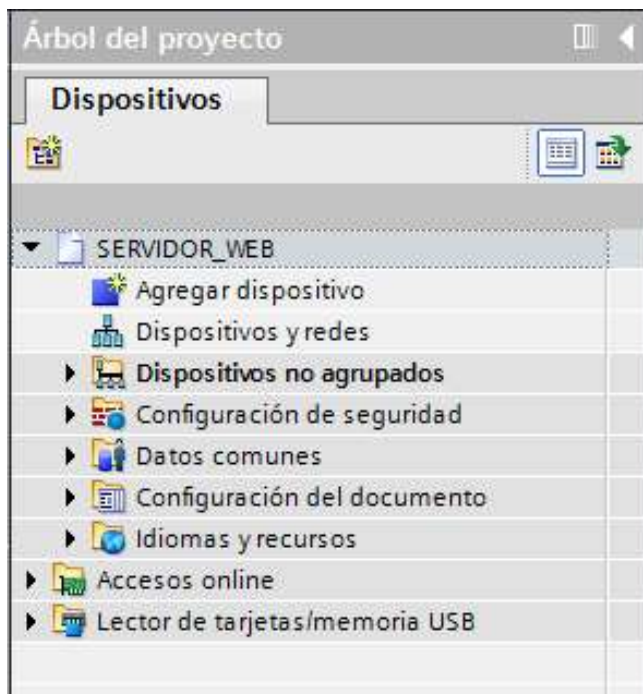 Árbol del proyecto
Dispositivos
SERVIDOR_WEB
Agregar dispositivo
Dispositivos y redes
Dispositivos no agrupados
Configuración de seguridad
Datos comunes
Configuración del documento
Idiomas y recursos
Accesos online
Lector de tarjetas/memoria USB